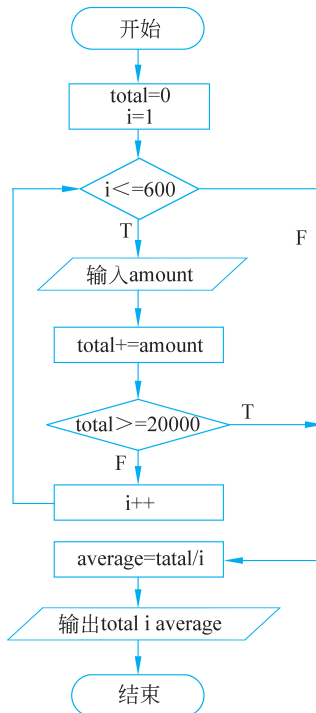 开始
total=0
i=1
i<=600
T
F
输入amount
total+=amount
total>=20000
T
F
i++
average=tatal/i
输出total i average
结束